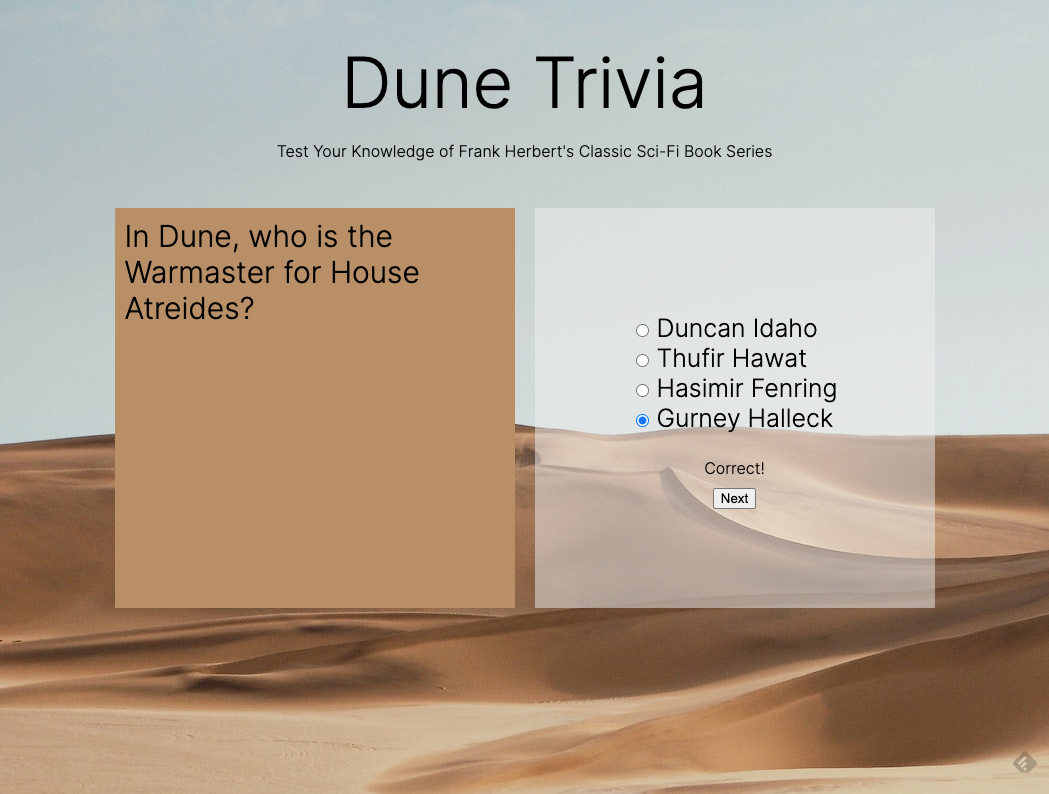 Dune Trivia
Test Your Knowledge of Frank Herbert's Classic Sci-Fi Book Series
In Dune, who is the
Warmaster for House
Atreides?
Duncan Idaho
Thufir Hawat
Hasimir Fenring
Gurney Halleck
Correct!
Next